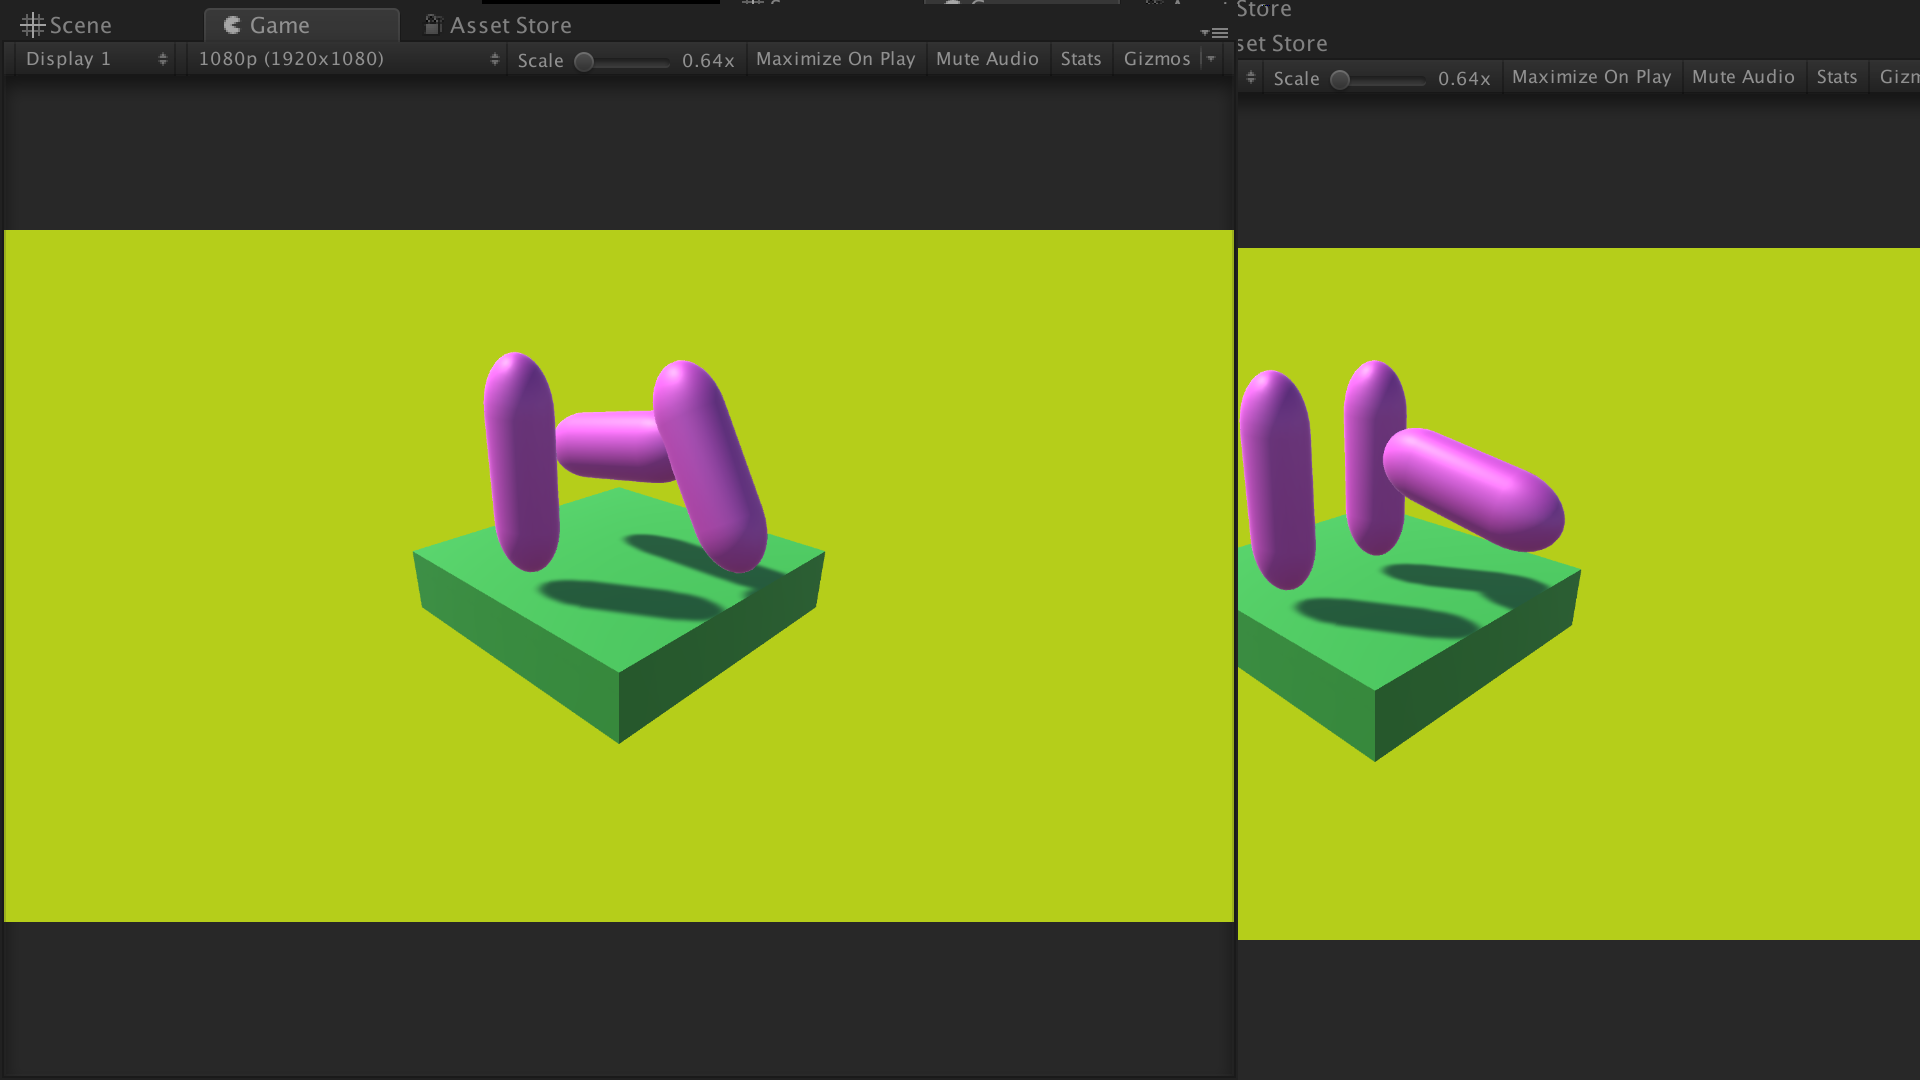 Store
Scene
Game
Asset Store
set Store
Display 1
1080p (1920x1080)
Scale
0.64x
Maximize On Play
Mute Audio
Stats
Gizmos
Scale
0.64x
Maximize On Play
Mute Audio
Stats
Gizm